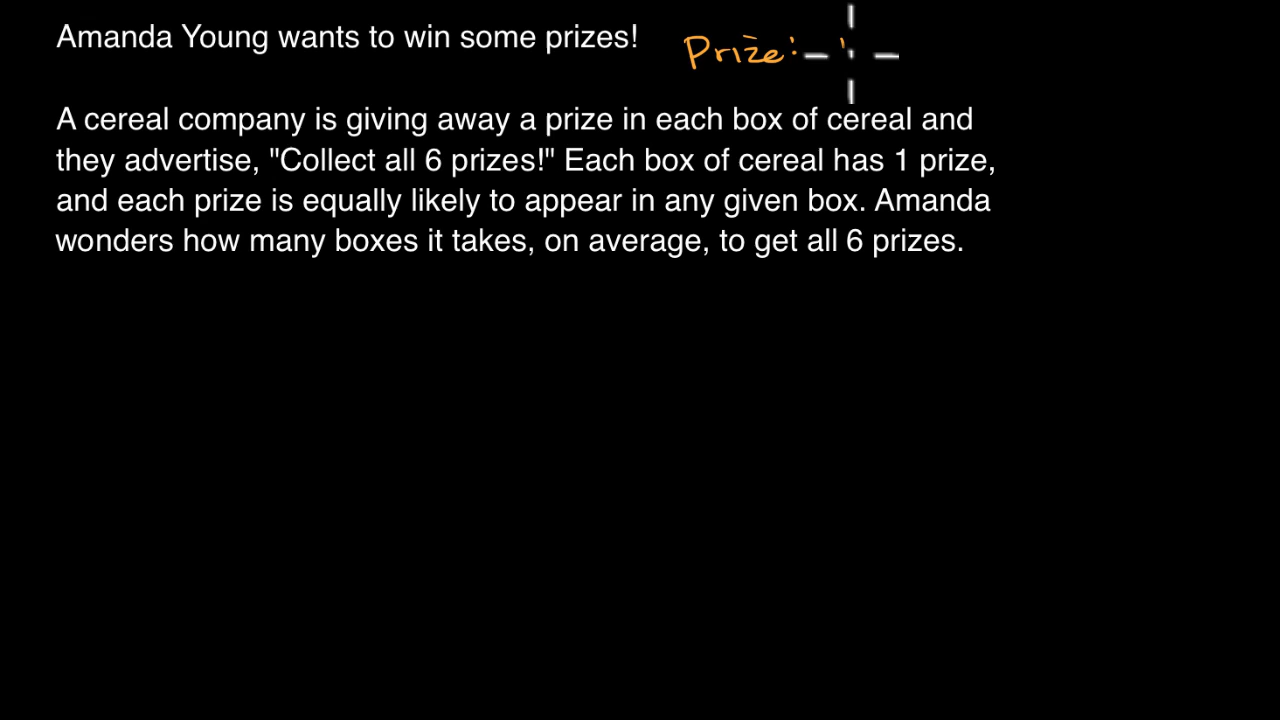 Amanda Young wants to win some prizes! Prize:
A cereal company is giving away a prize in each box of cereal and
they advertise, "Collect all 6 prizes!" Each box of cereal has 1 prize,
and each prize is equally likely to appear in any given box. Amanda
wonders how many boxes it takes, on average, to get all 6 prizes.